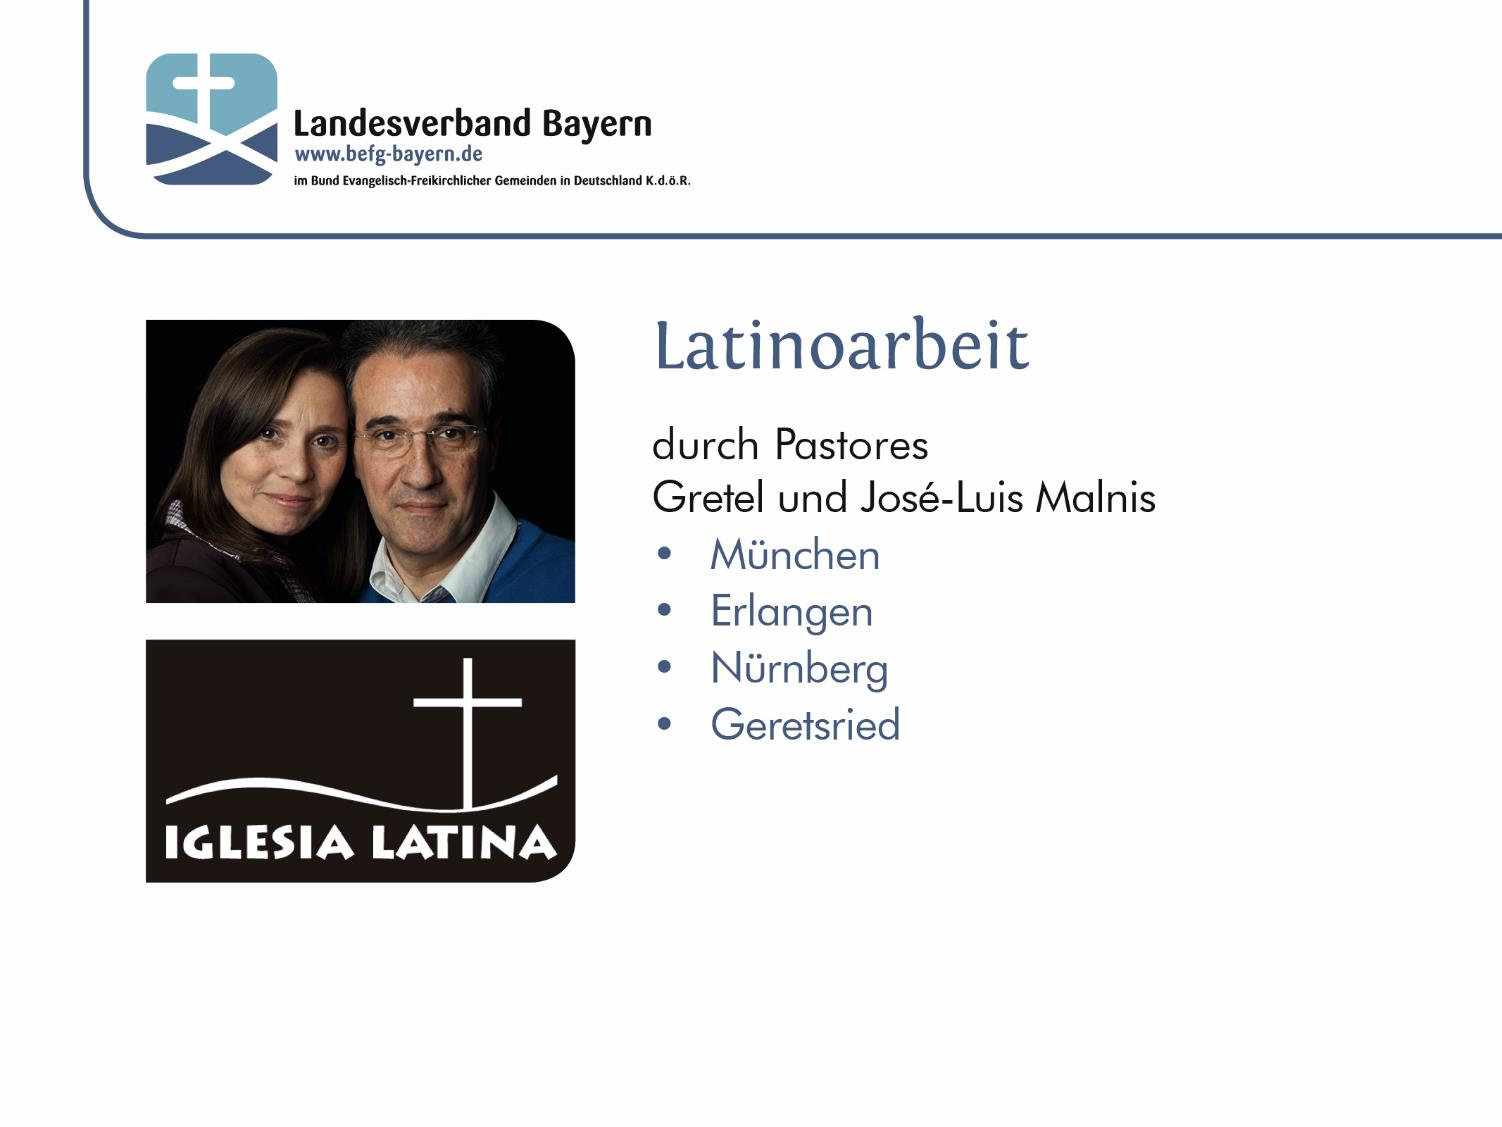 Landesverband Bayern
www.befg-bayern.de
im Bund Evangelisch-Freikirchlicher Gemeinden in Deutschland K.d.ö.R.
Latinoarbeit
durch Pastores
Gretel und José-Luis Malnis
• München
• Erlangen
• Nürnberg
• Geretsried
IGLESIA LATINA